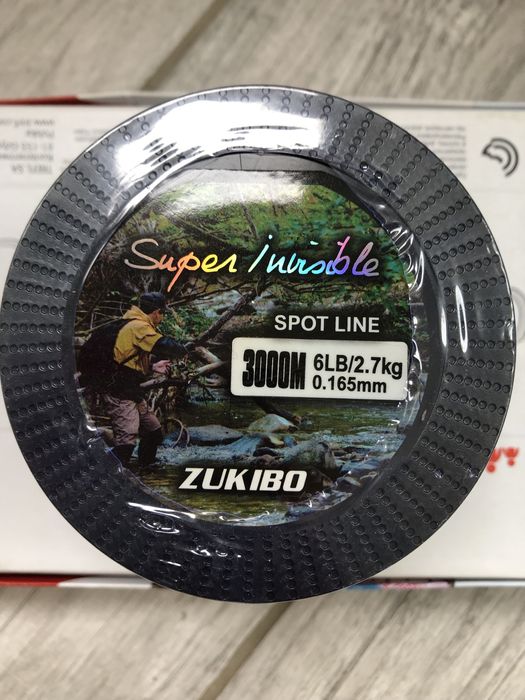 Super Invisible
SPOT LINE
3000M 6LB/2.7kg
0.165mm
ZUKIBO